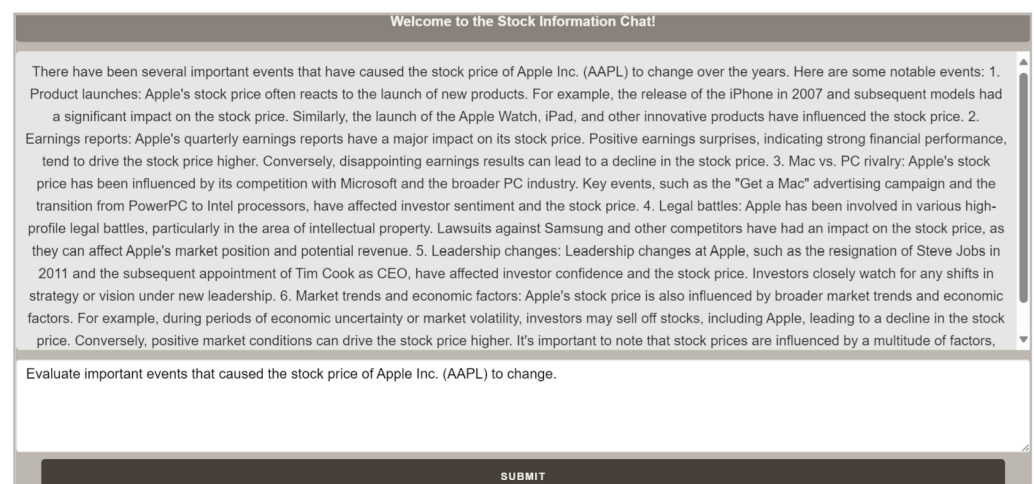 Welcome to the Stock Information Chat!
There have been several important events that have caused the stock price of Apple Inc. (AAPL) to change over the years. Here are some notable events: 1.
Product launches: Apple's stock price often reacts to the launch of new products. For example, the release of the iPhone in 2007 and subsequent models had
a significant impact on the stock price. Similarly, the launch of the Apple Watch, iPad, and other innovative products have influenced the stock price. 2.
Earnings reports: Apple's quarterly earnings reports have a major impact on its stock price. Positive earnings surprises, indicating strong financial performance,
tend to drive the stock price higher. Conversely, disappointing earnings results can lead to a decline in the stock price. 3. Mac vs. PC rivalry: Apple's stock
price has been influenced by its competition with Microsoft and the broader PC industry. Key events, such as the "Get a Mac" advertising campaign and the
transition from PowerPC to Intel processors, have affected investor sentiment and the stock price. 4. Legal battles: Apple has been involved in various high-
profile legal battles, particularly in the area of intellectual property. Lawsuits against Samsung and other competitors have had an impact on the stock price, as
they can affect Apple's market position and potential revenue. 5. Leadership changes: Leadership changes at Apple, such as the resignation of Steve Jobs in
2011 and the subsequent appointment of Tim Cook as CEO, have affected investor confidence and the stock price. Investors closely watch for any shifts in
strategy or vision under new leadership. 6. Market trends and economic factors: Apple's stock price is also influenced by broader market trends and economic
factors. For example, during periods of economic uncertainty or market volatility, investors may sell off stocks, including Apple, leading to a decline in the stock
price. Conversely, positive market conditions can drive the stock price higher. It's important to note that stock prices are influenced by a multitude of factors,
Evaluate important events that caused the stock price of Apple Inc. (AAPL) to change.
SUBMIT